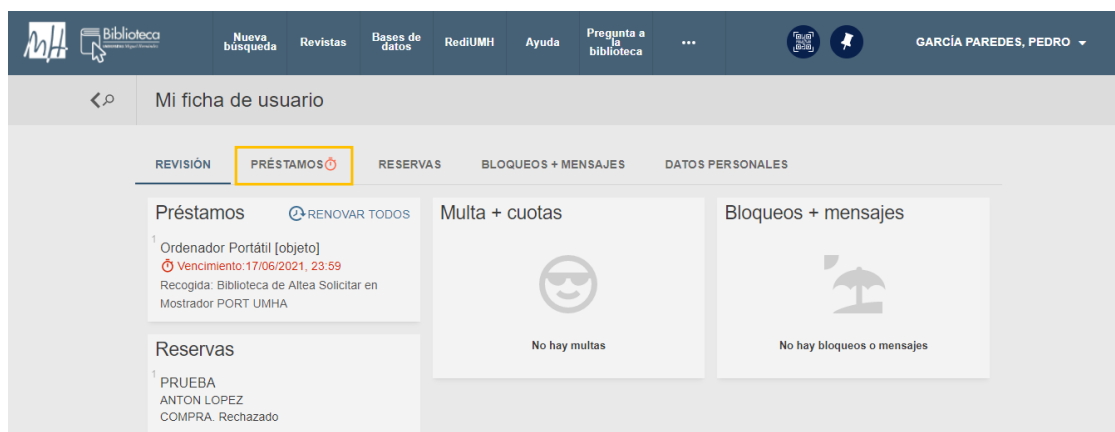 Biblioteca
Nueva búsqueda
Revistas
Bases de datos
RediUMH
Ayuda
Pregunta a la biblioteca
...
GARCÍA PAREDES, PEDRO
Mi ficha de usuario
REVISIÓN
PRÉSTAMOS
RESERVAS
BLOQUEOS + MENSAJES
DATOS PERSONALES
Préstamos
RENOVAR TODOS
1
Ordenador Portátil [objeto]
Vencimiento:17/06/2021, 23:59
Recogida: Biblioteca de Altea Solicitar en
Mostrador PORT UMHA
Reservas
1
PRUEBA
ANTON LOPEZ
COMPRA. Rechazado
Multa + cuotas
No hay multas
Bloqueos + mensajes
No hay bloqueos o mensajes